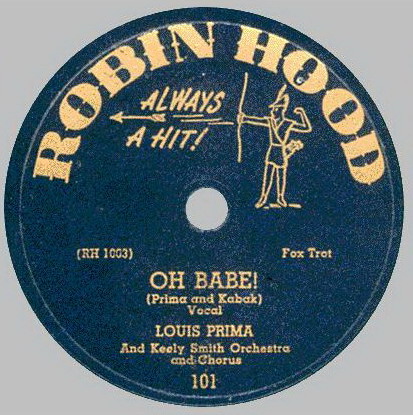 ROBIN HOOD
ALWAYS
A HIT!
(RH 1003)
Fox Trot
OH BABE!
(Prima and Kabak)
Vocal
LOUIS PRIMA
And Keely Smith Orchestra
and Chorus
101